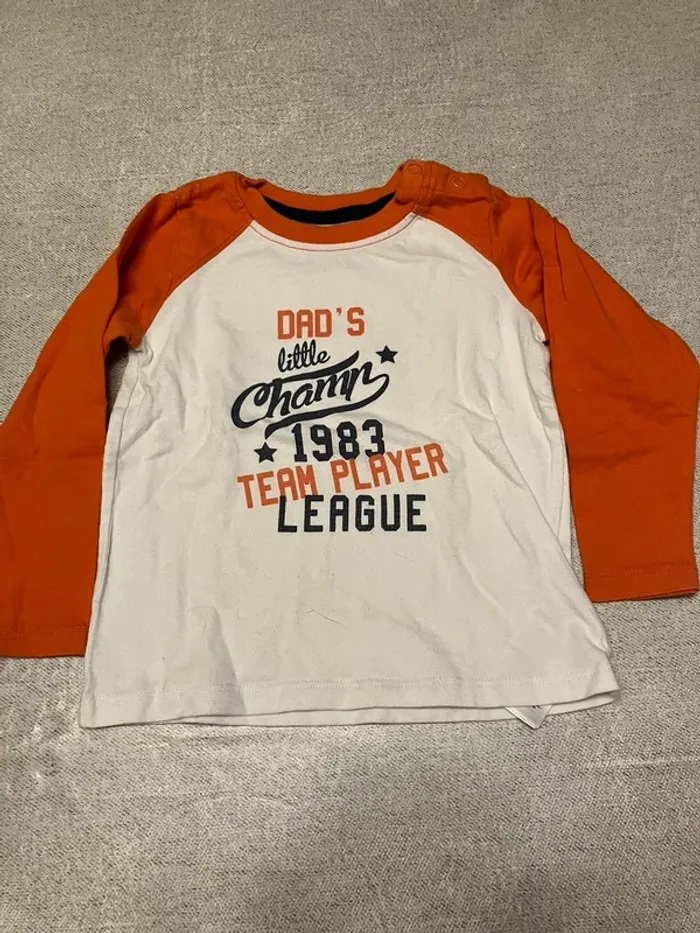 DAD'S
little
Champ
1983
TEAM PLAYER
LEAGUE